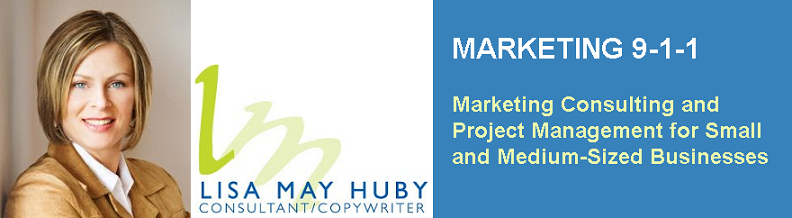 lm
LISA MAY HUBY
CONSULTANT/COPYWRITER
MARKETING 9-1-1
Marketing Consulting and
Project Management for Small
and Medium-Sized Businesses